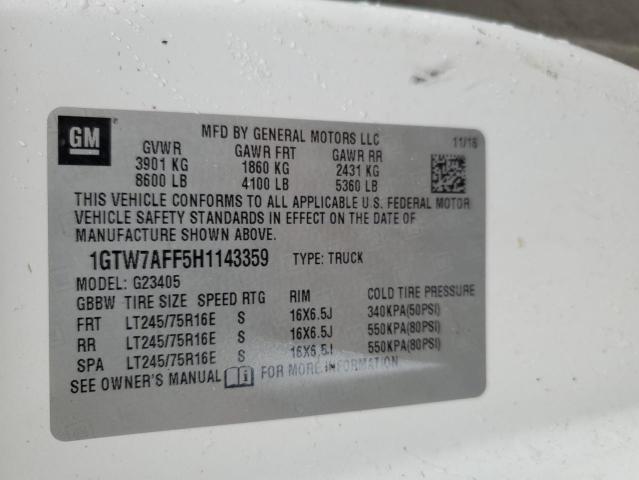 GM
MFD BY GENERAL MOTORS LLC
11/16
GVWR GAWR FRT GAWR RR
3901 KG 1860 KG 2431 KG
8600 LB 4100 LB 5360 LB
THIS VEHICLE CONFORMS TO ALL APPLICABLE U.S. FEDERAL MOTOR
VEHICLE SAFETY STANDARDS IN EFFECT ON THE DATE OF
MANUFACTURE SHOWN ABOVE.
1GTW7AFF5H1143359 TYPE: TRUCK
MODEL: G23405
GBBW TIRE SIZE SPEED RTG RIM COLD TIRE PRESSURE
FRT LT245/75R16E S 16X6.5J 340KPA(50PSI)
RR LT245/75R16E S 16X6.5J 550KPA(80PSI)
SPA LT245/75R16E S 16X6.5J 550KPA(80PSI)
SEE OWNER'S MANUAL FOR MORE INFORMATION